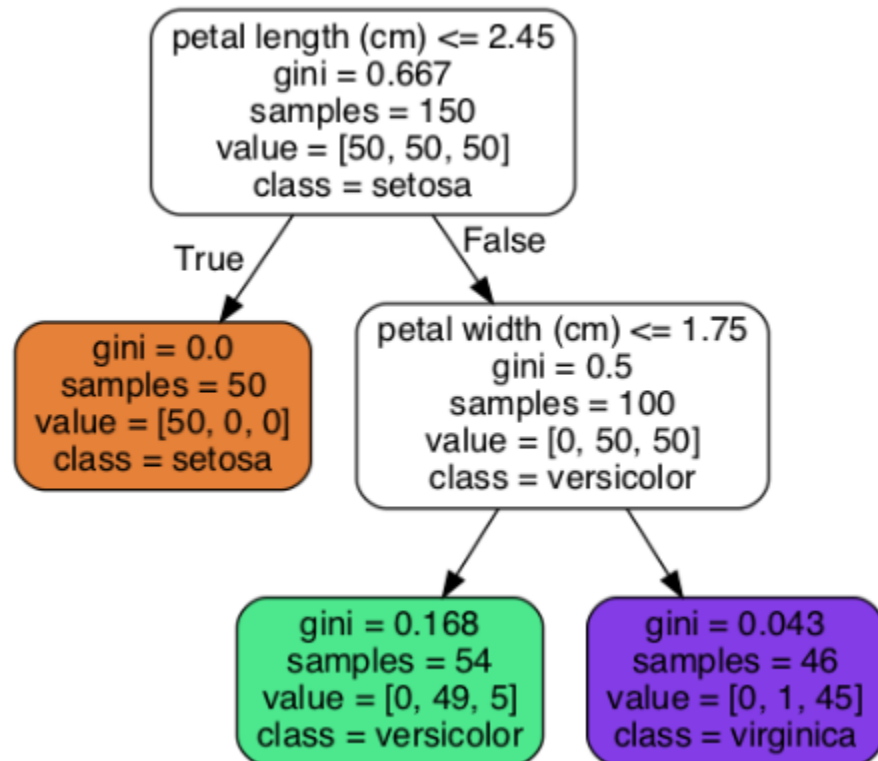 petal length (cm) <= 2.45
gini = 0.667
samples = 150
value = [50, 50, 50]
class = setosa
True
False
gini = 0.0
samples = 50
value = [50, 0, 0]
class = setosa
petal width (cm) <= 1.75
gini = 0.5
samples = 100
value = [0, 50, 50]
class = versicolor
gini = 0.168
samples = 54
value = [0, 49, 5]
class = versicolor
gini = 0.043
samples = 46
value = [0, 1, 45]
class = virginica